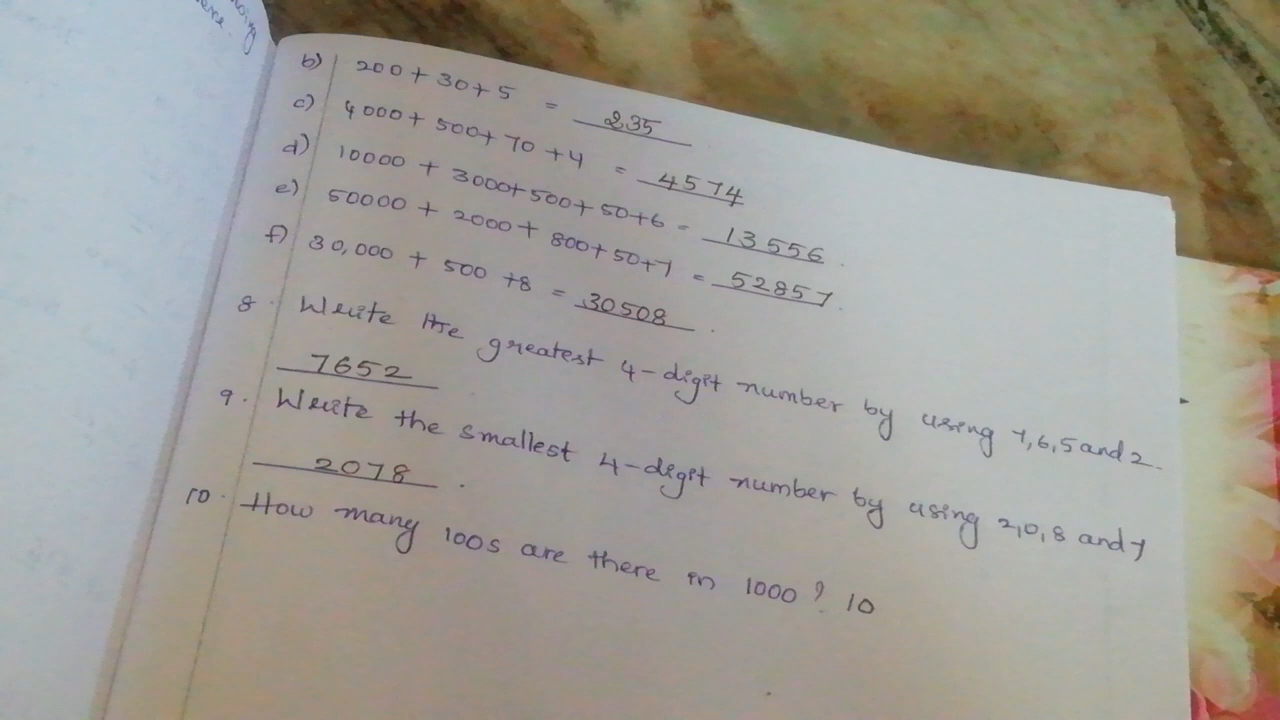 b) 200 + 30 + 5 = 235
c) 4000 + 500 + 70 + 4 = 4574
d) 10000 + 3000 + 500 + 50 + 6 = 13556
e) 50000 + 2000 + 800 + 50 + 7 = 52857
f) 30,000 + 500 + 8 = 30508
8. Write the greatest 4-digit number by using 7,6,5 and 2.
7652
9. Write the smallest 4-digit number by using 2,0,8 and 7
2078
10. How many 100s are there in 1000? 10